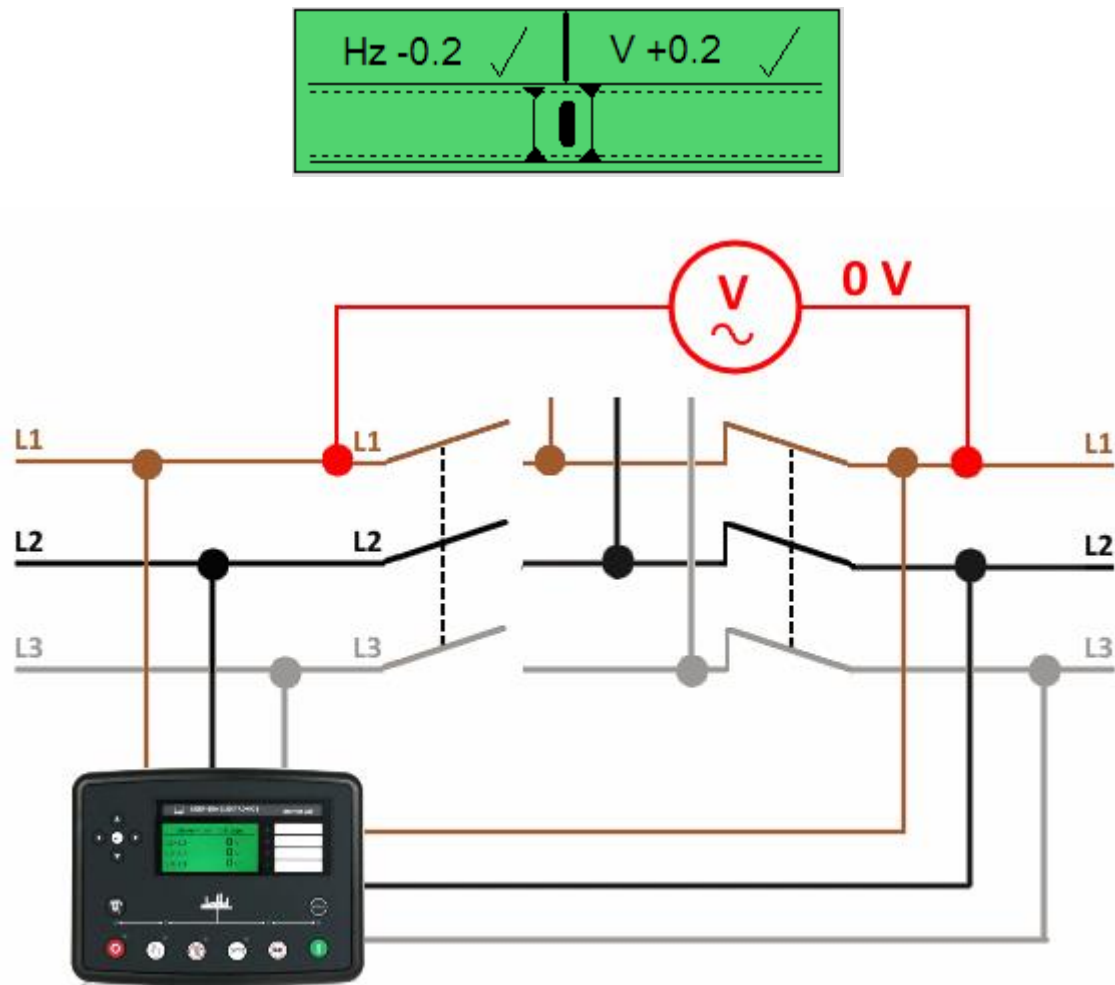 Hz -0.2 ✓ V +0.2 ✓
V 0 V
L1 L1 L1
L2 L2 L2
L3 L3 L3